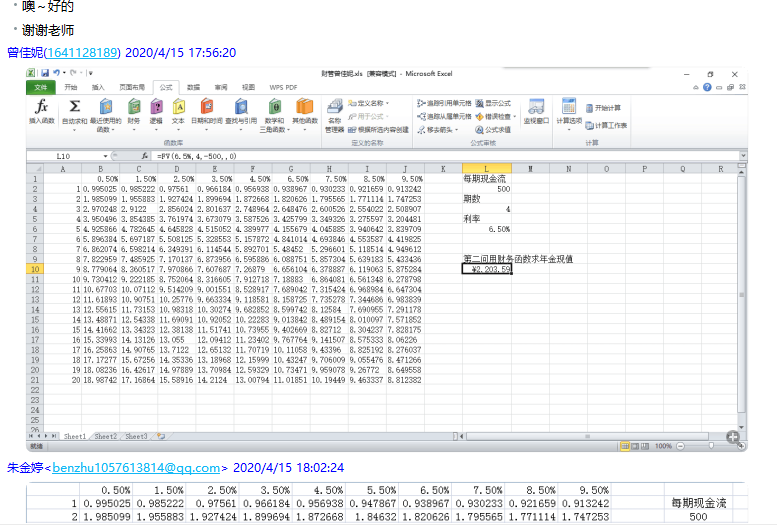 • 噢~好的
• 谢谢老师
曾佳妮(1641128189) 2020/4/15 17:56:20
财管曾佳妮.xls [兼容模式] - Microsoft Excel
文件 开始 插入 页面布局 公式 数据 审阅 视图 WPS PDF
fx Σ θ A
插入函数 自动求和 最近使用的函数 财务 逻辑 文本 日期和时间 查找与引用 数学和三角函数 其他函数 名称管理器 定义名称 用于公式 根据所选内容创建 追踪引用单元格 追踪从属单元格 移去箭头 显示公式 错误检查 公式求值 监视窗口 计算选项 开始计算 计算工作表
函数库 定义的名称 公式审核 计算
L10 fx =PV(6.5%,4,-500,,0)
A B C D E F G H I J K L M N O P Q R
1 0.50% 1.50% 2.50% 3.50% 4.50% 6.50% 7.50% 8.50% 9.50% 每期现金流
2 1 0.995025 0.985222 0.97561 0.966184 0.956938 0.938967 0.930233 0.921659 0.913242 500
3 2 1.985099 1.955883 1.927424 1.899694 1.872668 1.820626 1.795565 1.771114 1.747253 期数
4 3 2.970248 2.9122 2.856024 2.801637 2.748964 2.648476 2.600526 2.554022 2.508907 4
5 4 3.950496 3.854385 3.761974 3.673079 3.587526 3.425799 3.349326 3.275597 3.204481 利率
6 5 4.925866 4.782645 4.645828 4.515052 4.389977 4.155679 4.045885 3.940642 3.839709 6.50%
7 6 5.896384 5.697187 5.508125 5.328553 5.157872 4.841014 4.693846 4.553587 4.419825
8 7 6.862074 6.598214 6.349391 6.114544 5.892701 5.48452 5.296601 5.118514 4.949612
9 8 7.822959 7.485925 7.170137 6.873956 6.595886 6.088751 5.857304 5.639183 5.433436 第二问用财务函数求年金现值
10 9 8.779064 8.360517 7.970866 7.607687 7.26879 6.656104 6.378887 6.119063 5.875284 ¥2,203.59
11 10 9.730412 9.222185 8.752064 8.316605 7.912718 7.18883 6.864081 6.561348 6.278798
12 11 10.67703 10.07112 9.514209 9.001551 8.528917 7.689042 7.315424 6.968984 6.647304
13 12 11.61893 10.90751 10.25776 9.663334 9.118581 8.158725 7.735278 7.344686 6.983839
14 13 12.55615 11.73153 10.98318 10.30274 9.682852 8.599742 8.12584 7.690955 7.291178
15 14 13.48871 12.54338 11.69091 10.92052 10.22283 9.013842 8.489154 8.010097 7.571852
16 15 14.41662 13.34323 12.38138 11.51741 10.73955 9.402669 8.82712 8.304237 7.828175
17 16 15.33993 14.13126 13.055 12.09412 11.23402 9.767764 9.141507 8.575333 8.06226
18 17 16.25863 14.90765 13.7122 12.65132 11.70719 10.11058 9.43396 8.825192 8.276037
19 18 17.17277 15.67256 14.35336 13.18968 12.15999 10.43247 9.706009 9.055476 8.471266
20 19 18.08236 16.42617 14.97889 13.70984 12.59329 10.73471 9.959078 9.26772 8.649558
21 20 18.98742 17.16864 15.58916 14.2124 13.00794 11.01851 10.19449 9.463337 8.812382
22
23
24
25
26
Sheet1 Sheet2 Sheet3
就绪 100%
朱金婷<benzhu1057613814@qq.com> 2020/4/15 18:02:24
0.50% 1.50% 2.50% 3.50% 4.50% 5.50% 6.50% 7.50% 8.50% 9.50%
1 0.995025 0.985222 0.97561 0.966184 0.956938 0.947867 0.938967 0.930233 0.921659 0.913242 每期现金流
2 1.985099 1.955883 1.927424 1.899694 1.872668 1.84632 1.820626 1.795565 1.771114 1.747253 500